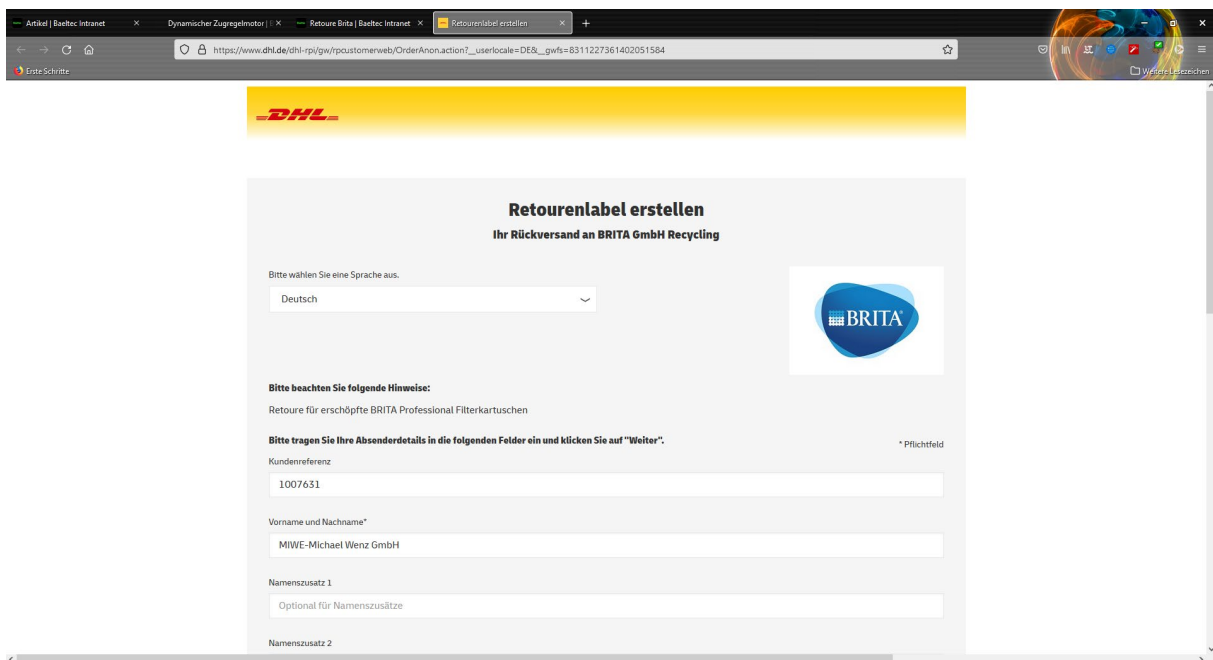 Artikel | Baeltec Intranet
Dynamischer Zugregelmotor |
Retoure Brita | Baeltec Intranet
Retourenlabel erstellen
https://www.dhl.de/dhl-rpi/gw/rpcustomerweb/OrderAnon.action?_userlocale=DE&_gwfs=8311227361402051584
Erste Schritte
Weitere Lesezeichen
DHL
Retourenlabel erstellen
Ihr Rückversand an BRITA GmbH Recycling
Bitte wählen Sie eine Sprache aus.
Deutsch
BRITA
Bitte beachten Sie folgende Hinweise:
Retoure für erschöpfte BRITA Professional Filterkartuschen
Bitte tragen Sie Ihre Absenderdetails in die folgenden Felder ein und klicken Sie auf "Weiter".
* Pflichtfeld
Kundenreferenz
1007631
Vorname und Nachname*
MIWE-Michael Wenz GmbH
Namenszusatz 1
Optional für Namenszusätze
Namenszusatz 2